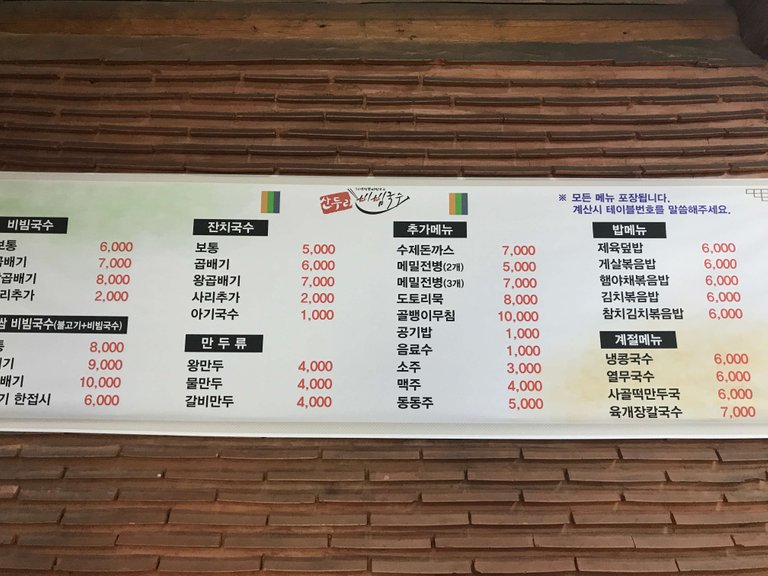 산두리 비빔국수
※ 모든 메뉴 포장됩니다.
계산시 테이블번호를 말씀해주세요.
비빔국수
보통 6,000
곱배기 7,000
왕곱배기 8,000
사리추가 2,000
쌈 비빔국수(불고기+비빔국수)
8,000
9,000
10,000
한접시 6,000
잔치국수
보통 5,000
곱배기 6,000
왕곱배기 7,000
사리추가 2,000
아기국수 1,000
만두류
왕만두 4,000
물만두 4,000
갈비만두 4,000
추가메뉴
수제돈까스 7,000
메밀전병(2개) 5,000
메밀전병(3개) 7,000
도토리묵 8,000
골뱅이무침 10,000
공기밥 1,000
음료수 1,000
소주 3,000
맥주 4,000
동동주 5,000
밥메뉴
제육덮밥 6,000
게살볶음밥 6,000
햄야채볶음밥 6,000
김치볶음밥 6,000
참치김치볶음밥 6,000
계절메뉴
냉콩국수 6,000
열무국수 6,000
사골떡만두국 6,000
육개장칼국수 7,000